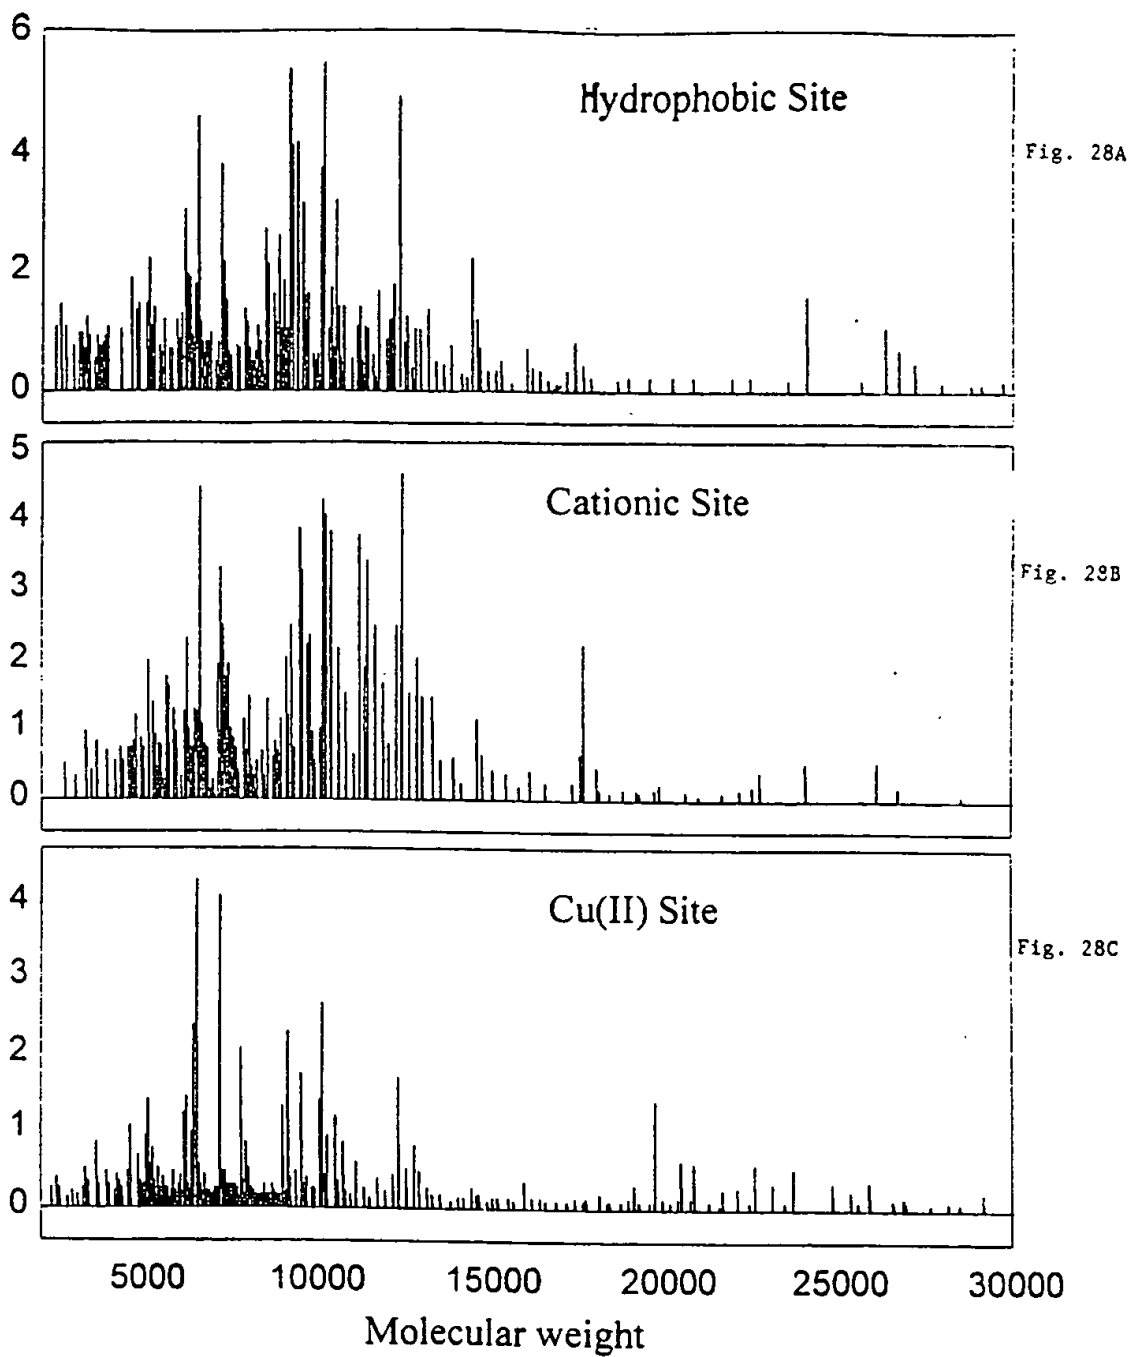 6
Hydrophobic Site
4
Fig. 28A
2
0
5
Cationic Site
4
3
Fig. 28B
2
1
0
4
Cu(II) Site
Fig. 28C
3
2
1
0
5000 10000 15000 20000 25000 30000
Molecular weight